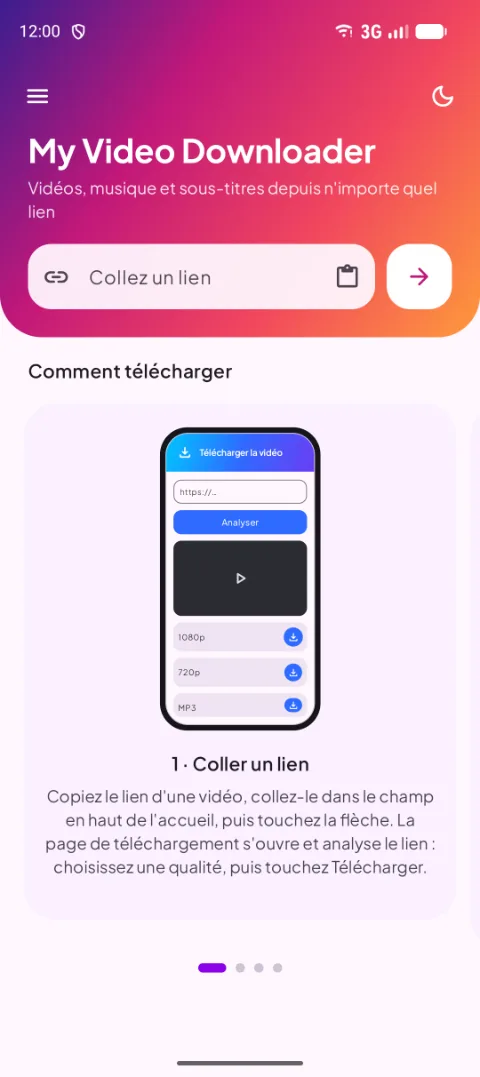 12:00
3G
My Video Downloader
Vidéos, musique et sous-titres depuis n'importe quel
lien
Collez un lien
Comment télécharger
Télécharger la vidéo
https://…
Analyser
1080p
720p
MP3
1 · Coller un lien
Copiez le lien d'une vidéo, collez-le dans le champ
en haut de l'accueil, puis touchez la flèche. La
page de téléchargement s'ouvre et analyse le lien :
choisissez une qualité, puis touchez Télécharger.